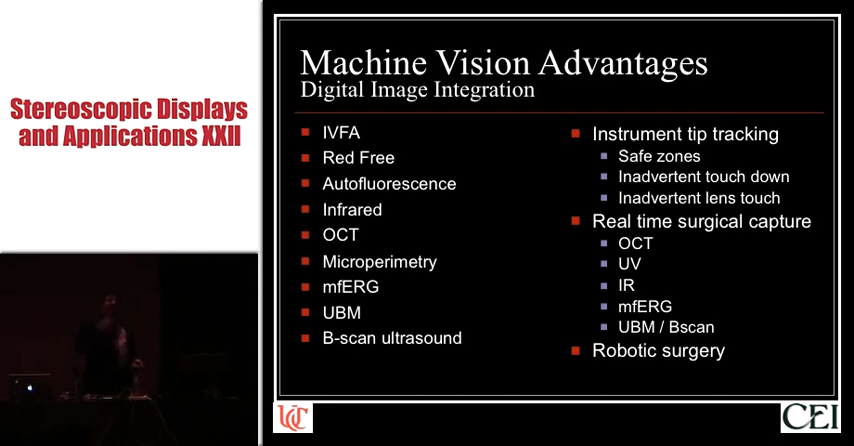 Stereoscopic Displays
and Applications XXII
Machine Vision Advantages
Digital Image Integration
IVFA
Red Free
Autofluorescence
Infrared
OCT
Microperimetry
mfERG
UBM
B-scan ultrasound
Instrument tip tracking
Safe zones
Inadvertent touch down
Inadvertent lens touch
Real time surgical capture
OCT
UV
IR
mfERG
UBM / Bscan
Robotic surgery
UC
CEI